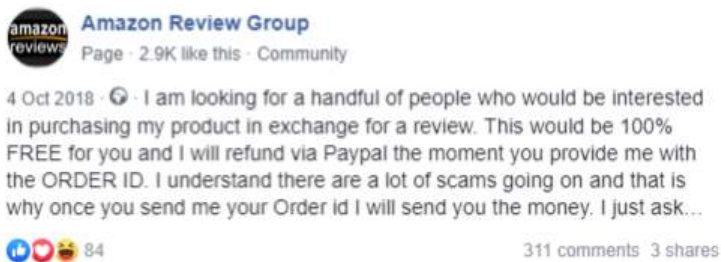 amazon
reviews
Amazon Review Group
Page · 2.9K like this · Community
4 Oct 2018 · I am looking for a handful of people who would be interested
in purchasing my product in exchange for a review. This would be 100%
FREE for you and I will refund via Paypal the moment you provide me with
the ORDER ID. I understand there are a lot of scams going on and that is
why once you send me your Order id I will send you the money. I just ask...
84
311 comments 3 shares